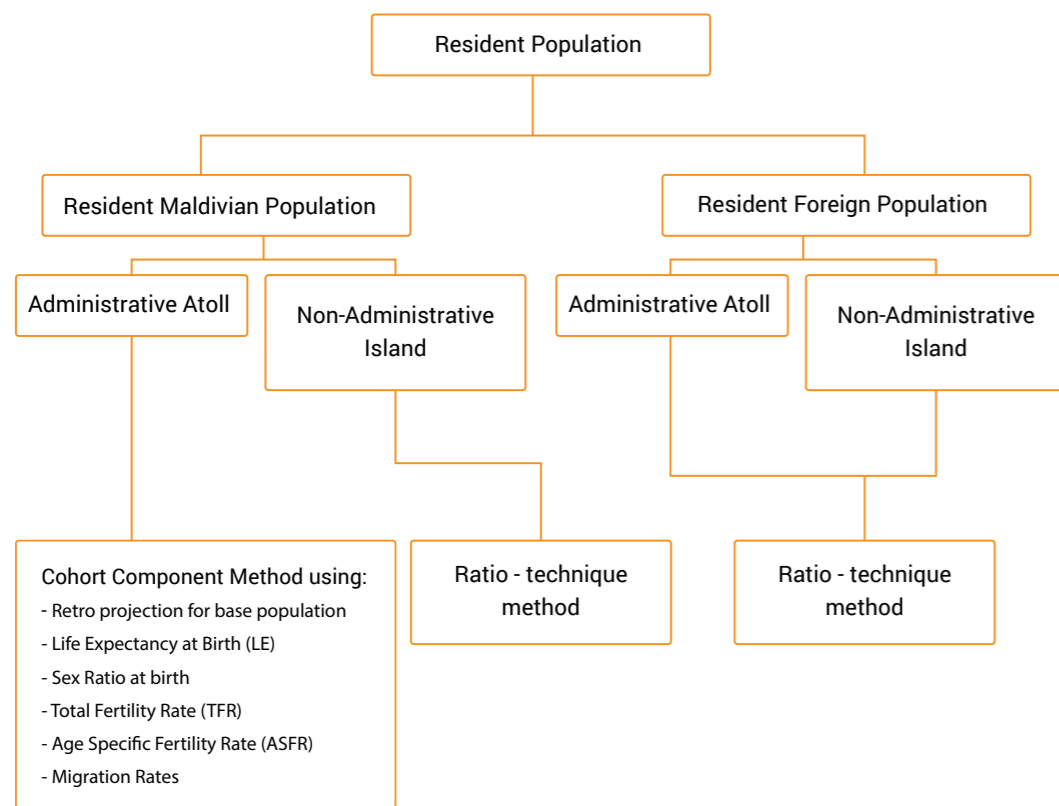 Resident Population
Resident Maldivian Population
Resident Foreign Population
Administrative Atoll
Non-Administrative
Island
Administrative Atoll
Non-Administrative
Island
Cohort Component Method using:
- Retro projection for base population
- Life Expectancy at Birth (LE)
- Sex Ratio at birth
- Total Fertility Rate (TFR)
- Age Specific Fertility Rate (ASFR)
- Migration Rates
Ratio - technique
method
Ratio - technique
method